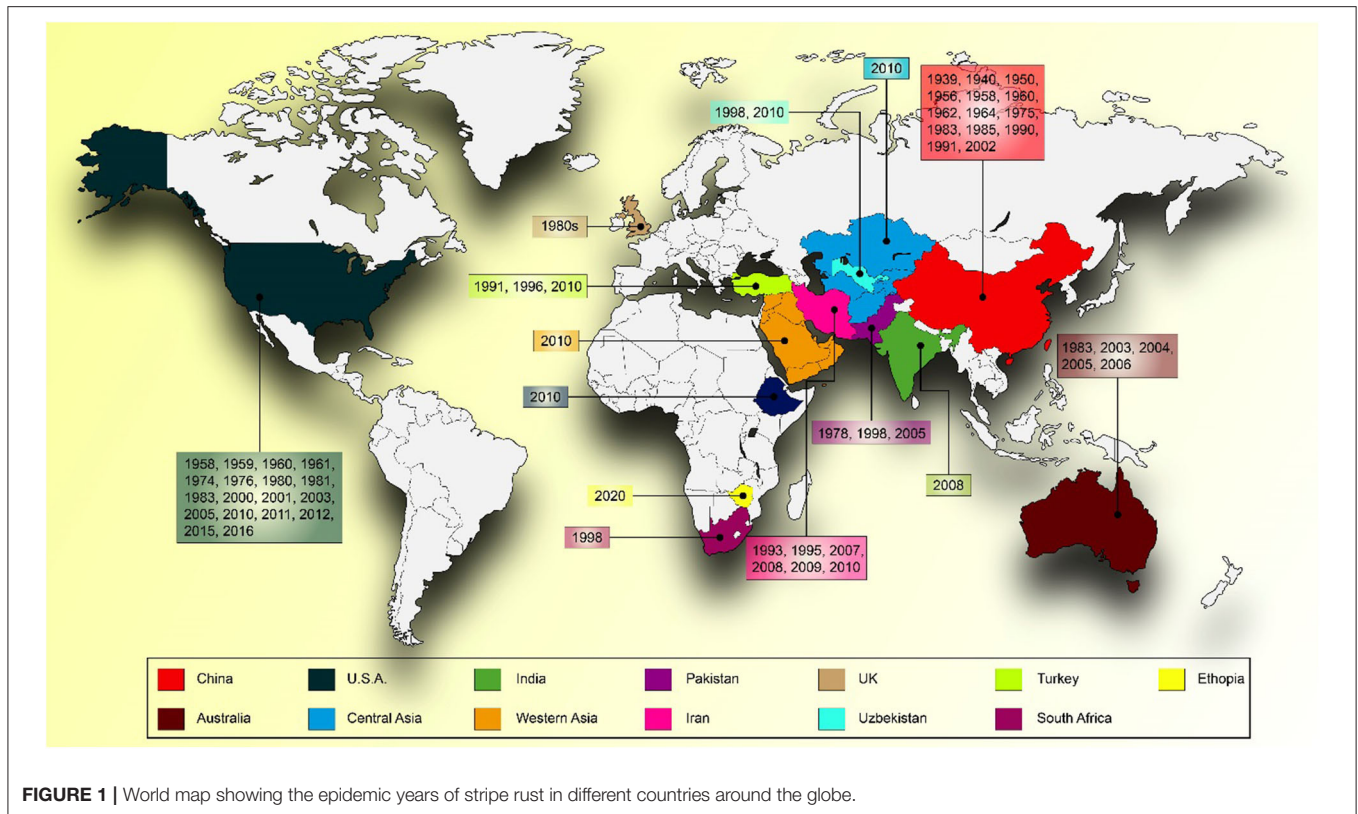 2010
1939, 1940, 1950,
1956, 1958, 1960,
1962, 1964, 1975,
1983, 1985, 1990,
1991, 2002
1998, 2010
1980s
1991, 1996, 2010
2010
2010
1983, 2003, 2004,
2005, 2006
1978, 1998, 2005
2008
1958, 1959, 1960, 1961,
1974, 1976, 1980, 1981,
1983, 2000, 2001, 2003,
2005, 2010, 2011, 2012,
2015, 2016
2020
1998
1993, 1995, 2007,
2008, 2009, 2010
China U.S.A. India Pakistan UK Turkey Ethopia
Australia Central Asia Western Asia Iran Uzbekistan South Africa
FIGURE 1 | World map showing the epidemic years of stripe rust in different countries around the globe.